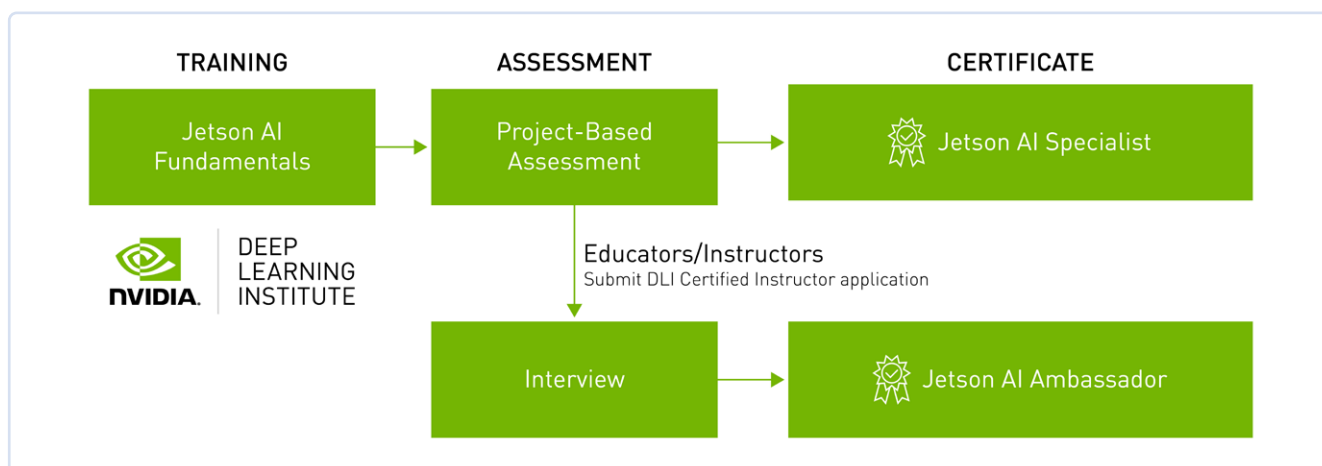 TRAINING
ASSESSMENT
CERTIFICATE
Jetson AI
Fundamentals
Project-Based
Assessment
Jetson AI Specialist
NVIDIA.
DEEP
LEARNING
INSTITUTE
Educators/Instructors
Submit DLI Certified Instructor application
Interview
Jetson AI Ambassador